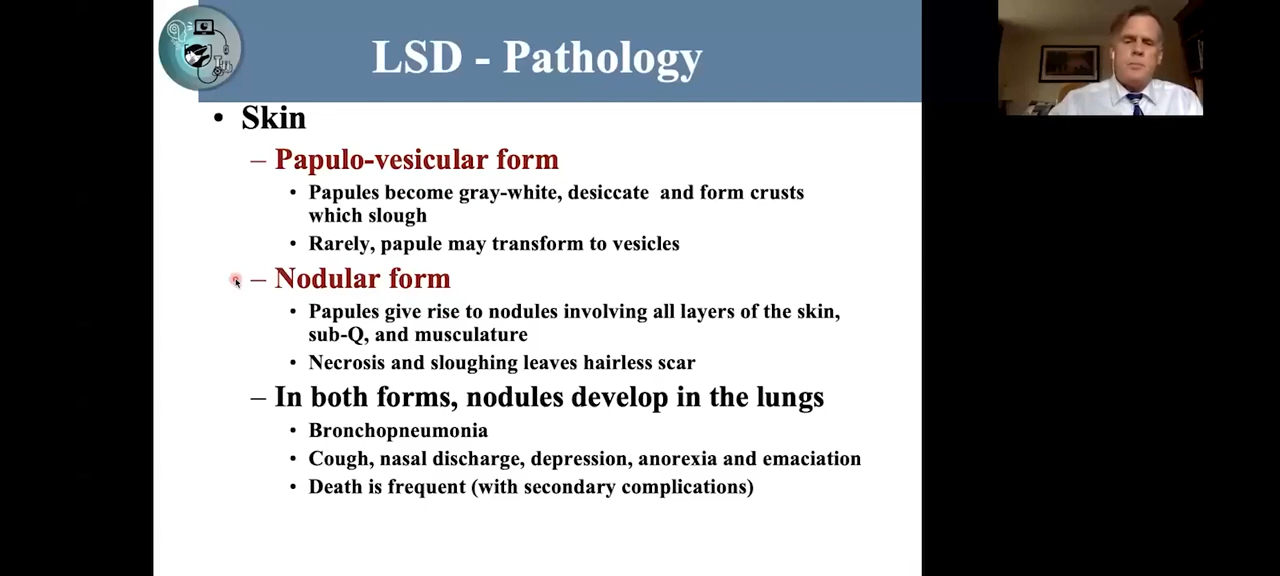 LSD - Pathology
• Skin
– Papulo-vesicular form
• Papules become gray-white, desiccate and form crusts
which slough
• Rarely, papule may transform to vesicles
– Nodular form
• Papules give rise to nodules involving all layers of the skin,
sub-Q, and musculature
• Necrosis and sloughing leaves hairless scar
– In both forms, nodules develop in the lungs
• Bronchopneumonia
• Cough, nasal discharge, depression, anorexia and emaciation
• Death is frequent (with secondary complications)